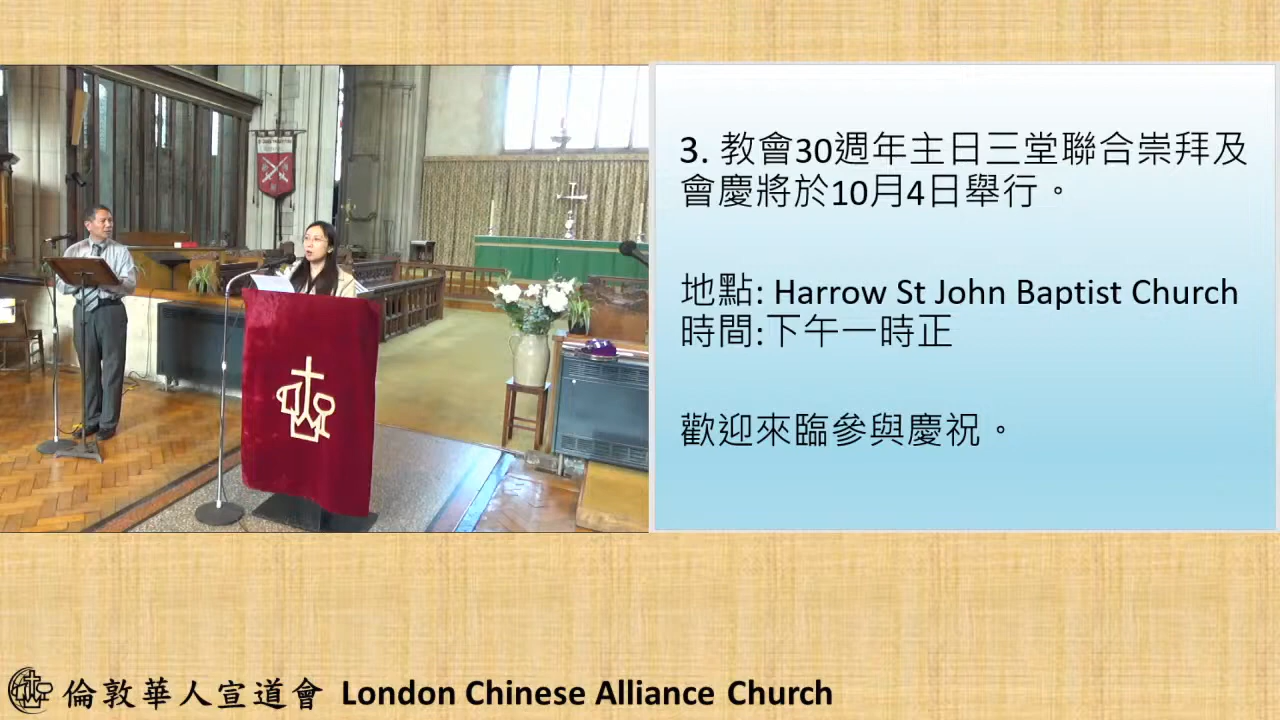 3. 教會30週年主日三堂聯合崇拜及
會慶將於10月4日舉行。
地點: Harrow St John Baptist Church
時間:下午一時正
歡迎來臨參與慶祝。
倫敦華人宣道會 London Chinese Alliance Church